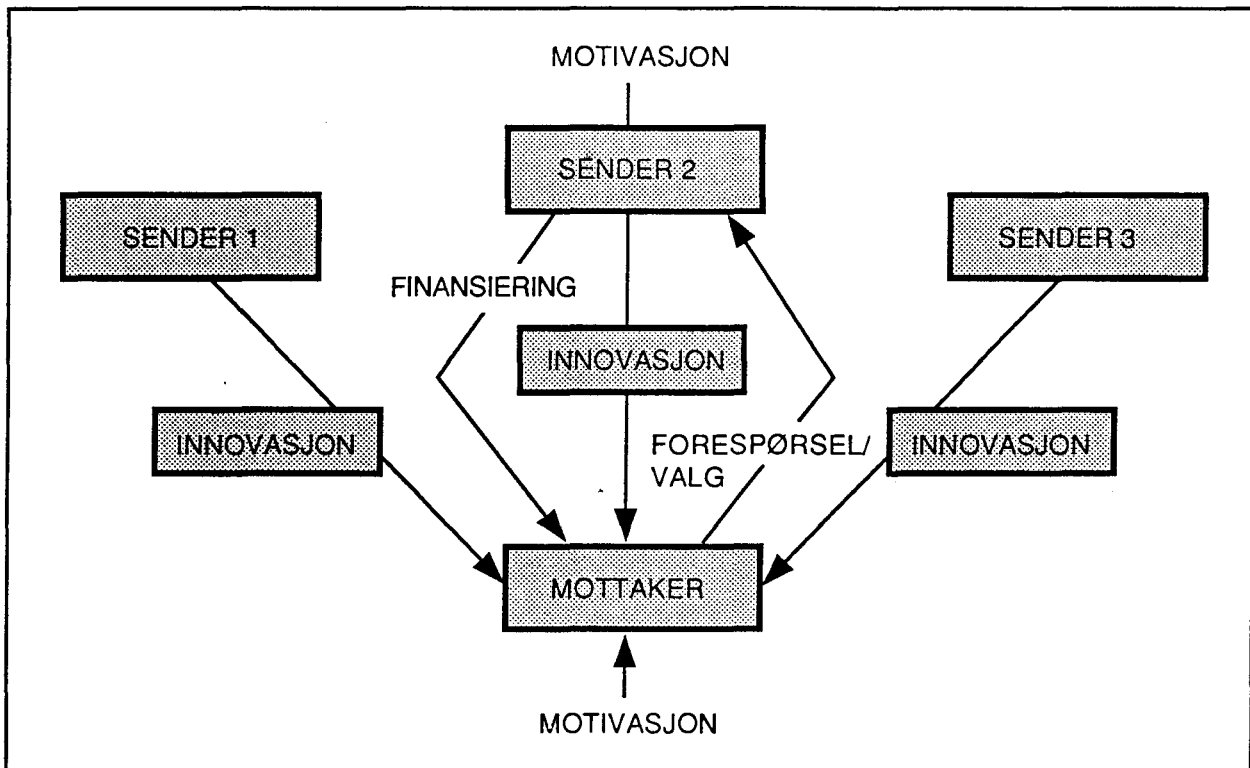 MOTIVASJON
SENDER 2
SENDER 1
SENDER 3
FINANSIERING
INNOVASJON
INNOVASJON
FORESPØRSEL/
VALG
INNOVASJON
MOTTAKER
MOTIVASJON